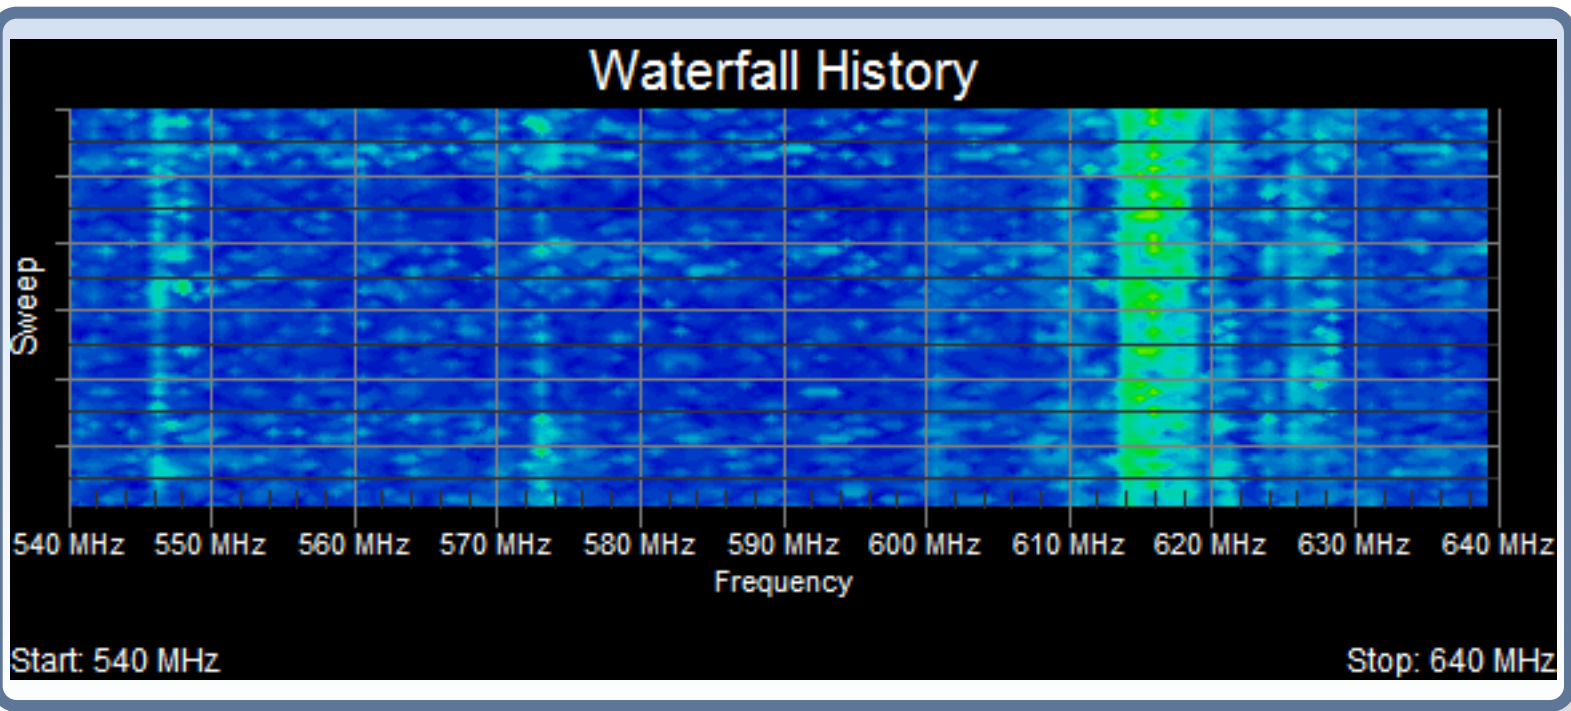 Waterfall History
Sweep
540 MHz 550 MHz 560 MHz 570 MHz 580 MHz 590 MHz 600 MHz 610 MHz 620 MHz 630 MHz 640 MHz
Frequency
Start: 540 MHz
Stop: 640 MHz